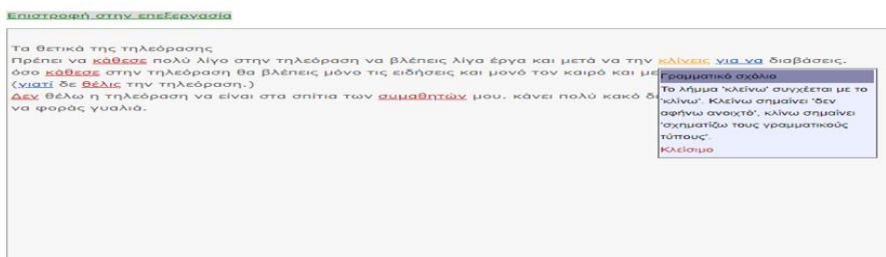 Επιστροφή στην επεξεργασία
Τα θετικά της τηλεόρασης
Πρέπει να κάθεσε πολύ λίγο στην τηλεόραση να βλέπεις λίγα έργα και μετά να την κλίνεις για να διαβάσεις.
όσο κάθεσε στην τηλεόραση θα βλέπεις μόνο τις ειδήσεις και μονό τον καιρό και με
(γιατί δε θέλις την τηλεόραση.)
Δεν θέλω η τηλεόραση να είναι στα σπίτια των συμαθητών μου. κάνει πολύ κακό
να φοράς γυαλιά.
Γραμματικό σχόλιο
Το λήμμα 'κλείνω' συγχέεται με το
'κλίνω'. Κλείνω σημαίνει 'δεν
αφήνω ανοιχτό', κλίνω σημαίνει
'σχηματίζω τους γραμματικούς
τύπους'.
Κλείσιμο